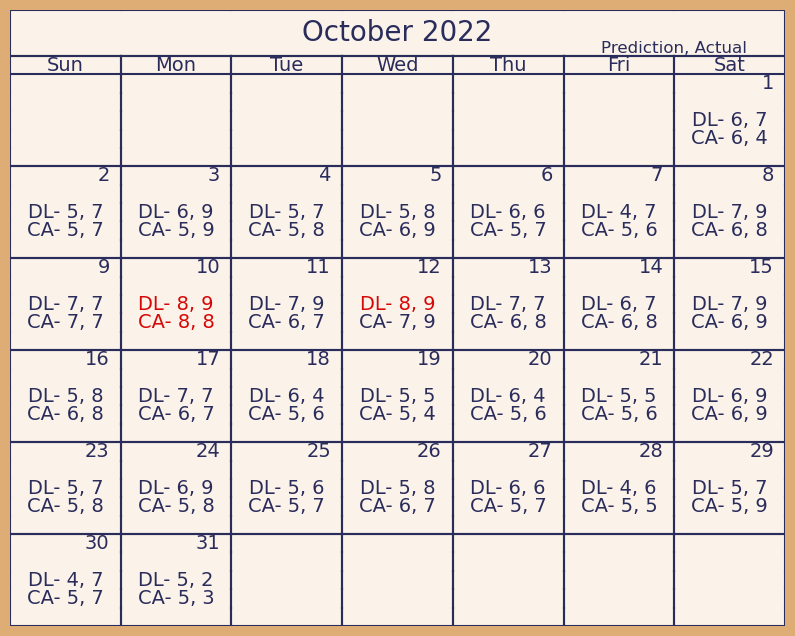 October 2022
Prediction, Actual
Sun Mon Tue Wed Thu Fri Sat
1
DL- 6, 7
CA- 6, 4
2 3 4 5 6 7 8
DL- 5, 7 DL- 6, 9 DL- 5, 7 DL- 5, 8 DL- 6, 6 DL- 4, 7 DL- 7, 9
CA- 5, 7 CA- 5, 9 CA- 5, 8 CA- 6, 9 CA- 5, 7 CA- 5, 6 CA- 6, 8
9 10 11 12 13 14 15
DL- 7, 7 DL- 8, 9 DL- 7, 9 DL- 8, 9 DL- 7, 7 DL- 6, 7 DL- 7, 9
CA- 7, 7 CA- 8, 8 CA- 6, 7 CA- 7, 9 CA- 6, 8 CA- 6, 8 CA- 6, 9
16 17 18 19 20 21 22
DL- 5, 8 DL- 7, 7 DL- 6, 4 DL- 5, 5 DL- 6, 4 DL- 5, 5 DL- 6, 9
CA- 6, 8 CA- 6, 7 CA- 5, 6 CA- 5, 4 CA- 5, 6 CA- 5, 6 CA- 6, 9
23 24 25 26 27 28 29
DL- 5, 7 DL- 6, 9 DL- 5, 6 DL- 5, 8 DL- 6, 6 DL- 4, 6 DL- 5, 7
CA- 5, 8 CA- 5, 8 CA- 5, 7 CA- 6, 7 CA- 5, 7 CA- 5, 5 CA- 5, 9
30 31
DL- 4, 7 DL- 5, 2
CA- 5, 7 CA- 5, 3